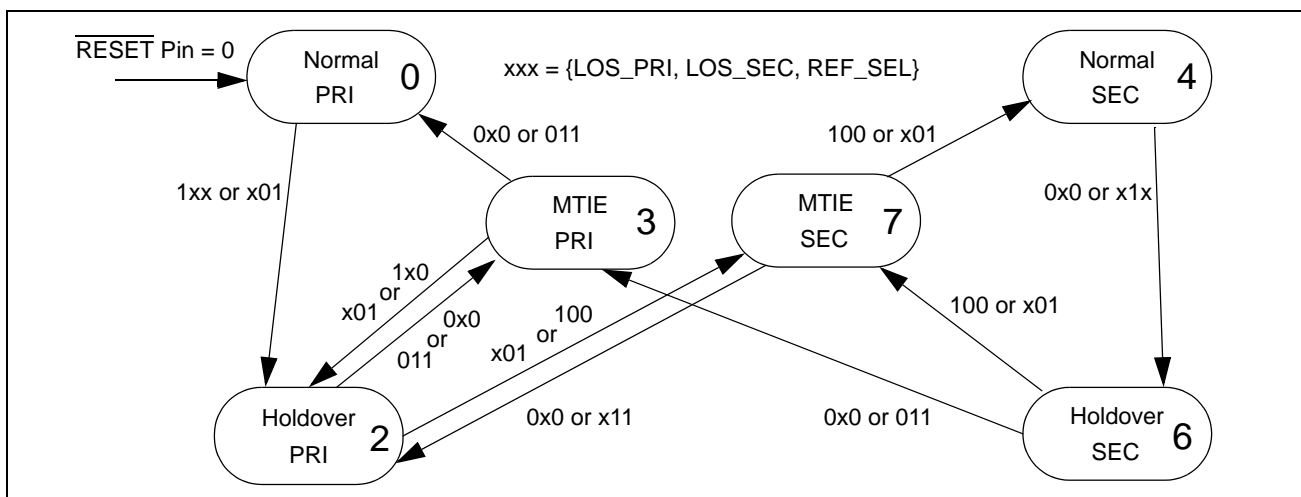 RESET Pin = 0
Normal
PRI
0
xxx = {LOS_PRI, LOS_SEC, REF_SEL}
Normal
SEC
4
0x0 or 011
100 or x01
1xx or x01
0x0 or x1x
MTIE
PRI
3
MTIE
SEC
7
x01 or 1x0
011 or 0x0
x01 or 100
100 or x01
0x0 or x11
0x0 or 011
Holdover
PRI
2
Holdover
SEC
6